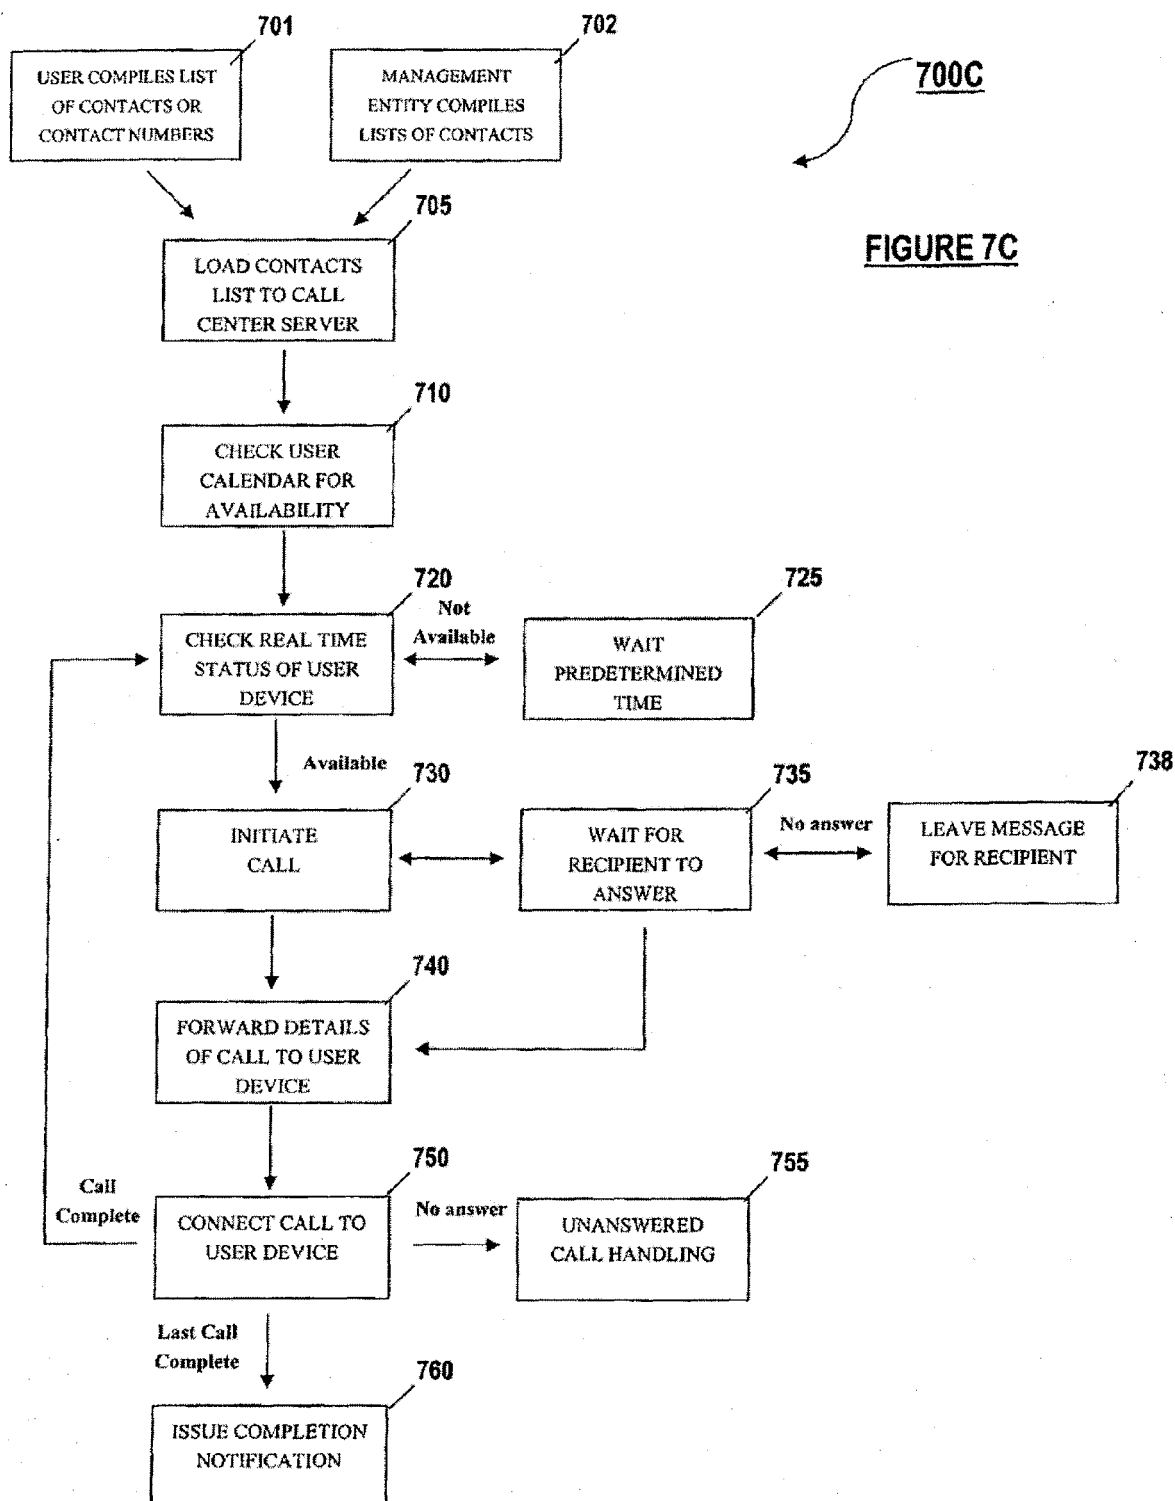 701
702
USER COMPILES LIST
OF CONTACTS OR
CONTACT NUMBERS
MANAGEMENT
ENTITY COMPILES
LISTS OF CONTACTS
700C
705
LOAD CONTACTS
LIST TO CALL
CENTER SERVER
FIGURE 7C
710
CHECK USER
CALENDAR FOR
AVAILABILITY
720
Not
Available
725
CHECK REAL TIME
STATUS OF USER
DEVICE
WAIT
PREDETERMINED
TIME
Available
730
735
No answer
738
INITIATE
CALL
WAIT FOR
RECIPIENT TO
ANSWER
LEAVE MESSAGE
FOR RECIPIENT
740
FORWARD DETAILS
OF CALL TO USER
DEVICE
Call
Complete
750
No answer
755
CONNECT CALL TO
USER DEVICE
UNANSWERED
CALL HANDLING
Last Call
Complete
760
ISSUE COMPLETION
NOTIFICATION